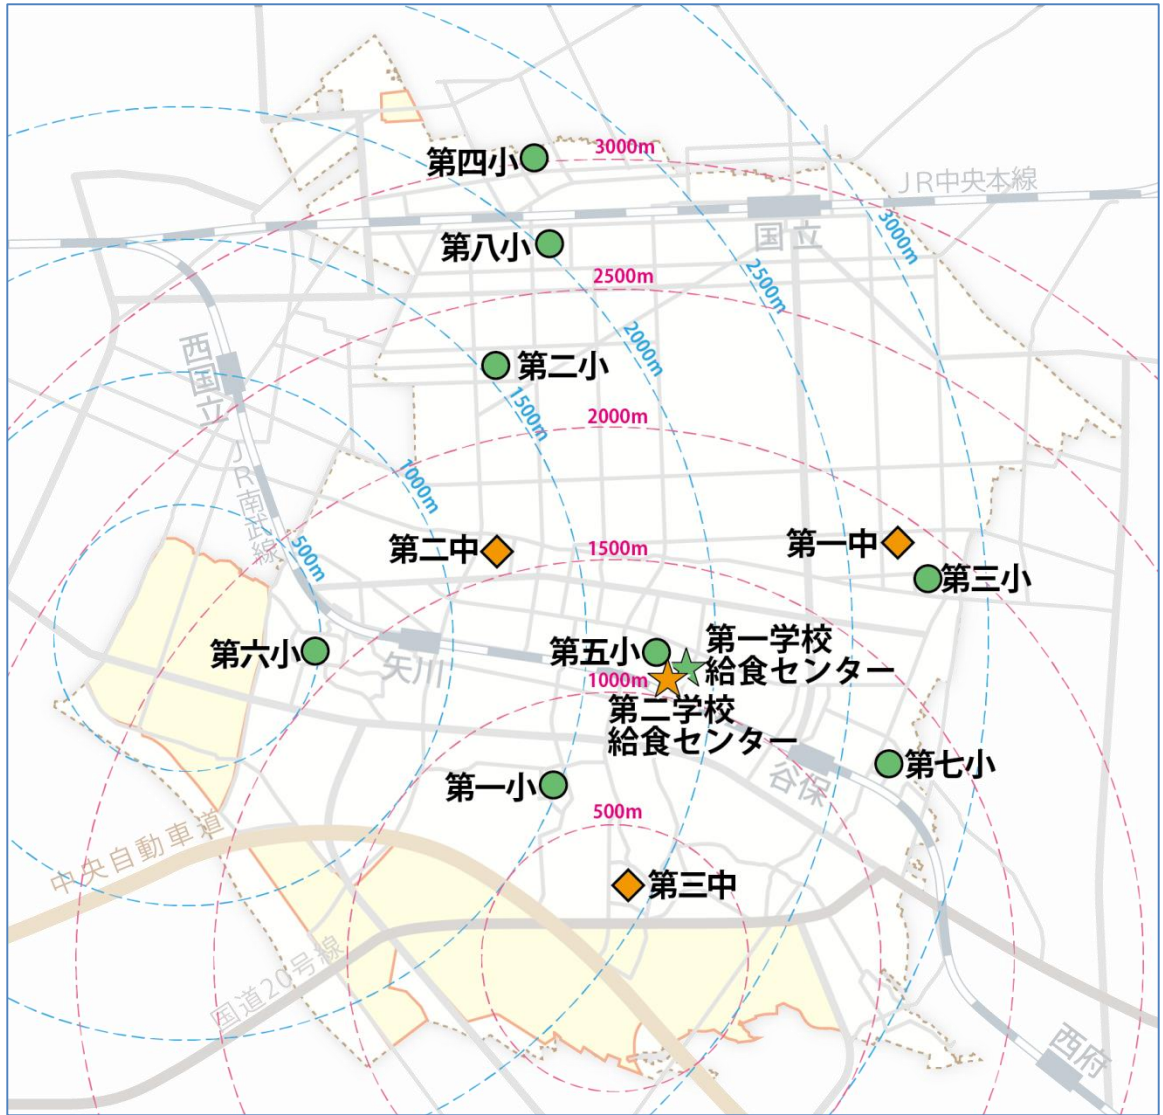 第四小
3000m
JR中央本線
国立
3000m
第八小
2500m
2500m
2000m
西国立
第二小
1500m
2000m
1000m
JR南武線
500m
第二中
1500m
第一中
第三小
第六小
矢川
第五小
第一学校
給食センター
1000m
第二学校
給食センター
谷保
第七小
第一小
500m
中央自動車道
第三中
国道20号線
西府